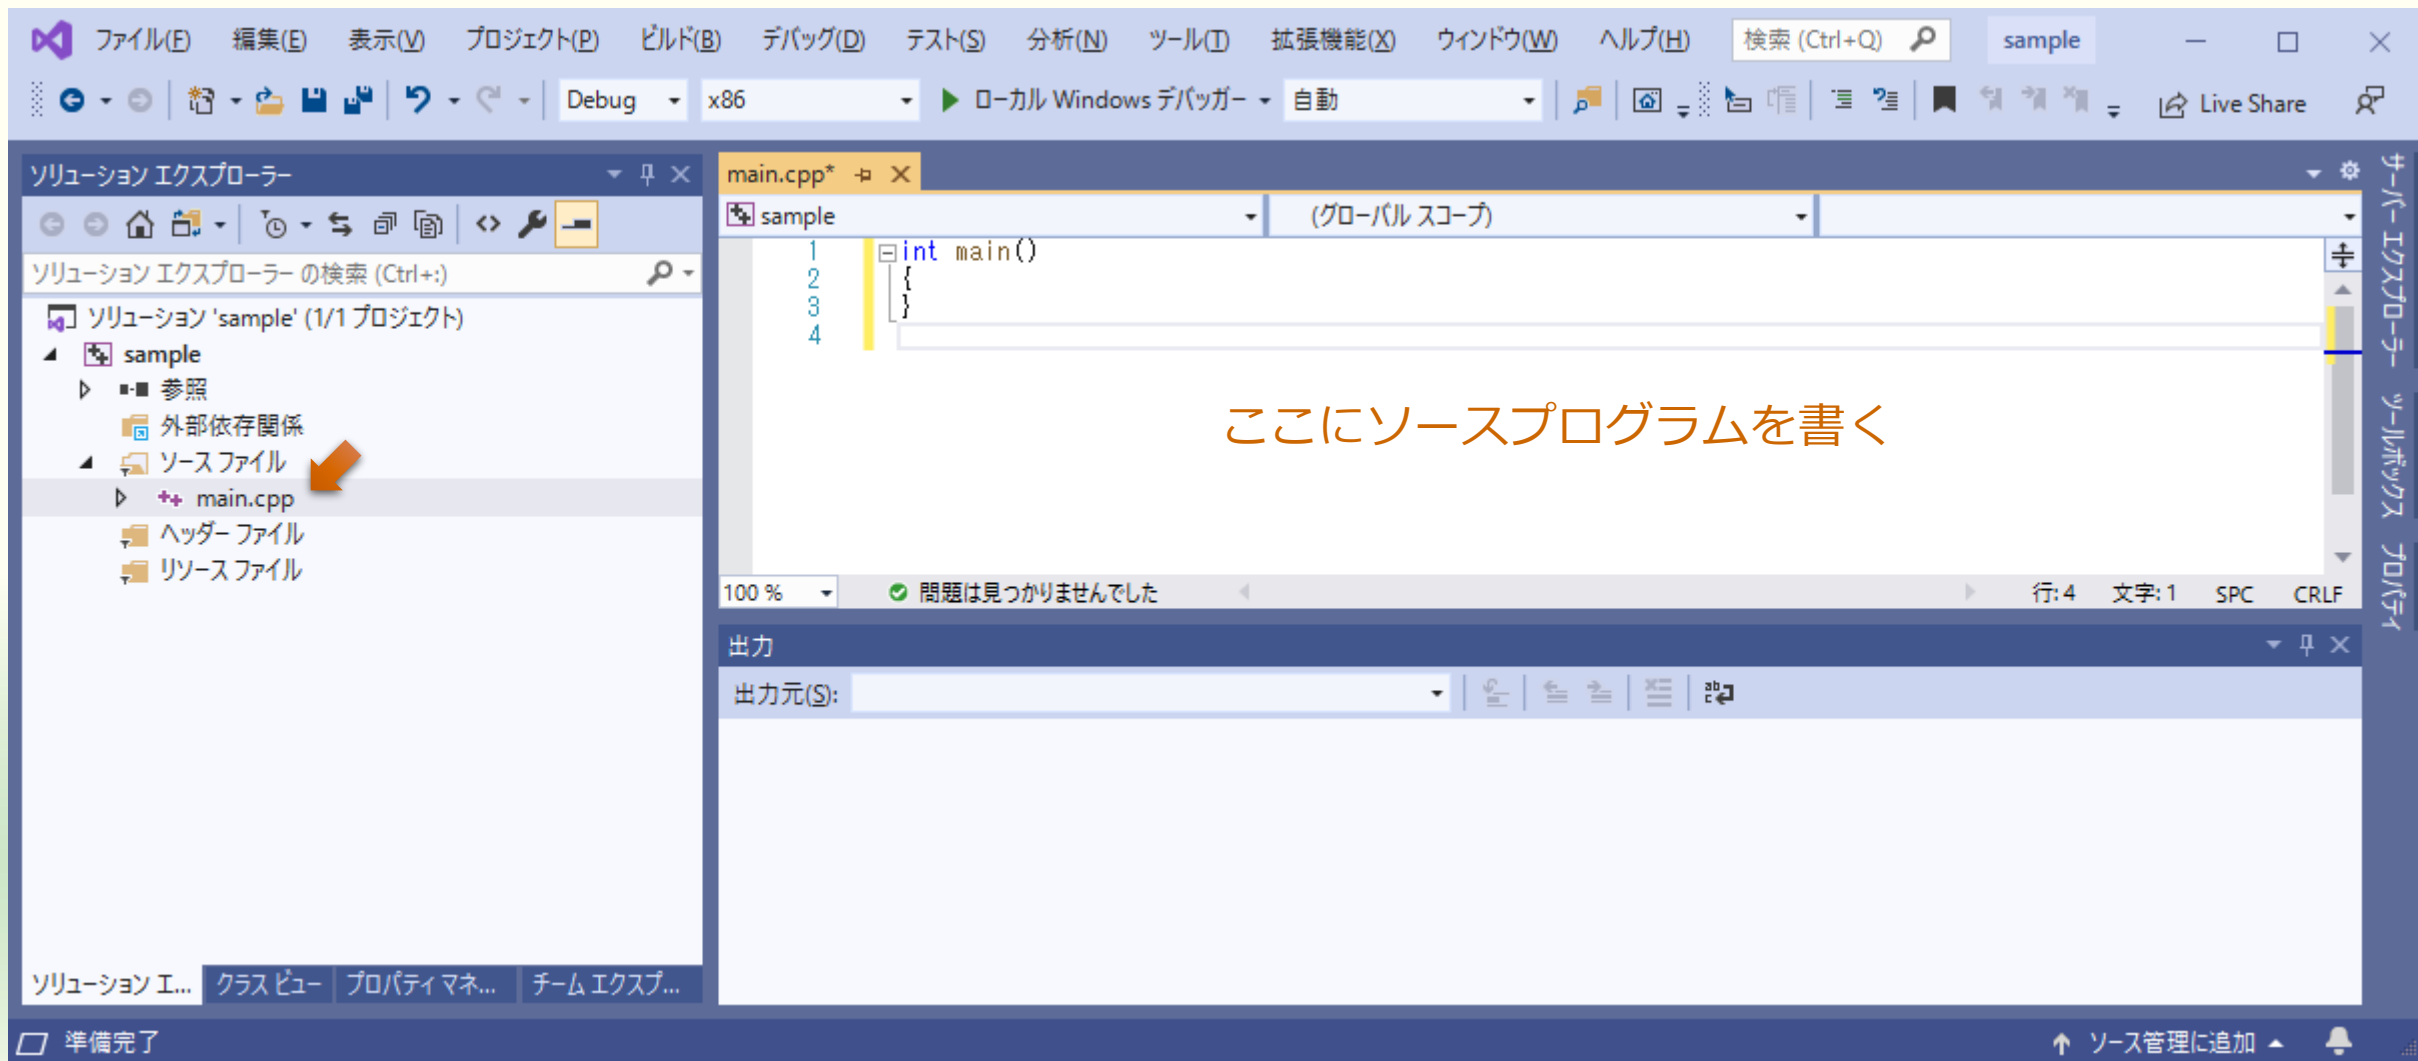 ファイル(F) 編集(E) 表示(V) プロジェクト(P) ビルド(B) デバッグ(D) テスト(S) 分析(N) ツール(T) 拡張機能(X) ウィンドウ(W) ヘルプ(H) 検索 (Ctrl+Q) sample
Debug x86 ローカル Windows デバッガー 自動 Live Share
ソリューション エクスプローラー
ソリューション エクスプローラー の検索 (Ctrl+:)
ソリューション 'sample' (1/1 プロジェクト)
sample
参照
外部依存関係
ソース ファイル
main.cpp
ヘッダー ファイル
リソース ファイル
ソリューション エ... クラス ビュー プロパティ マネ... チーム エクスプ...
main.cpp*
sample (グローバル スコープ)
1 int main()
2 {
3 }
4
ここにソースプログラムを書く
100 % 問題は見つかりませんでした 行: 4 文字: 1 SPC CRLF
出力
出力元(S):
サーバー エクスプローラー
ツールボックス
プロパティ
準備完了 ソース管理に追加